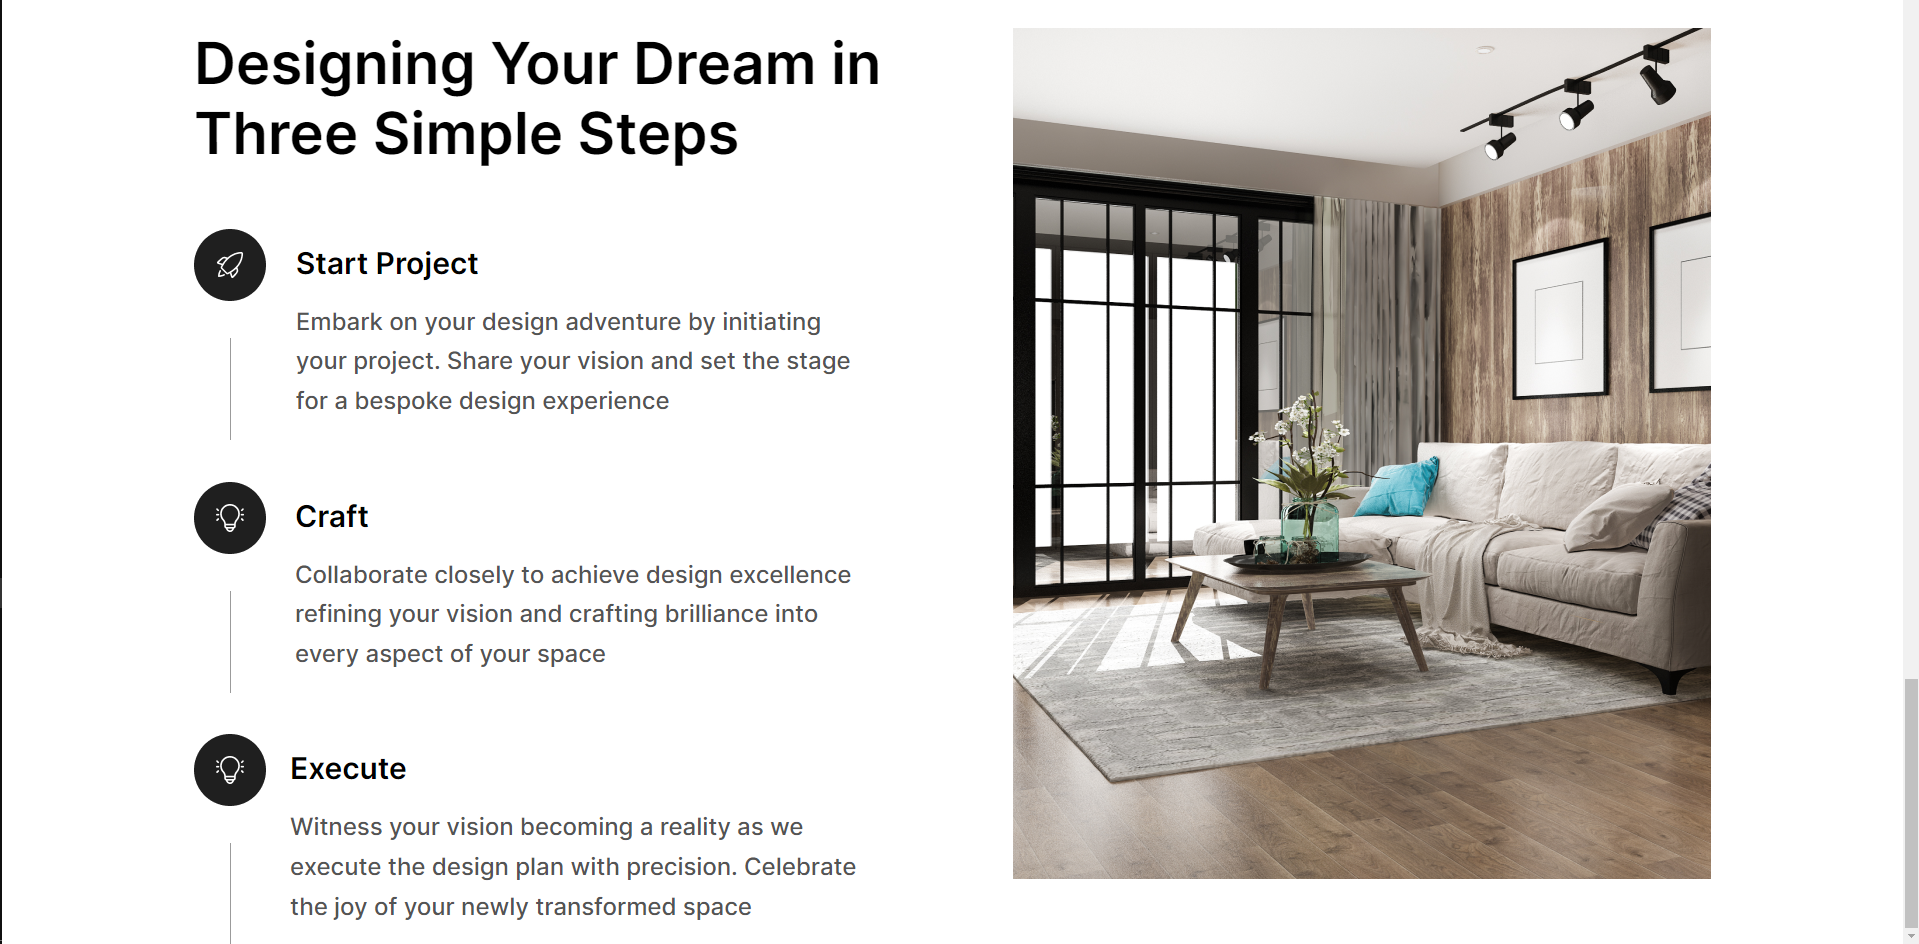 Designing Your Dream in
Three Simple Steps
Start Project
Embark on your design adventure by initiating
your project. Share your vision and set the stage
for a bespoke design experience
Craft
Collaborate closely to achieve design excellence
refining your vision and crafting brilliance into
every aspect of your space
Execute
Witness your vision becoming a reality as we
execute the design plan with precision. Celebrate
the joy of your newly transformed space